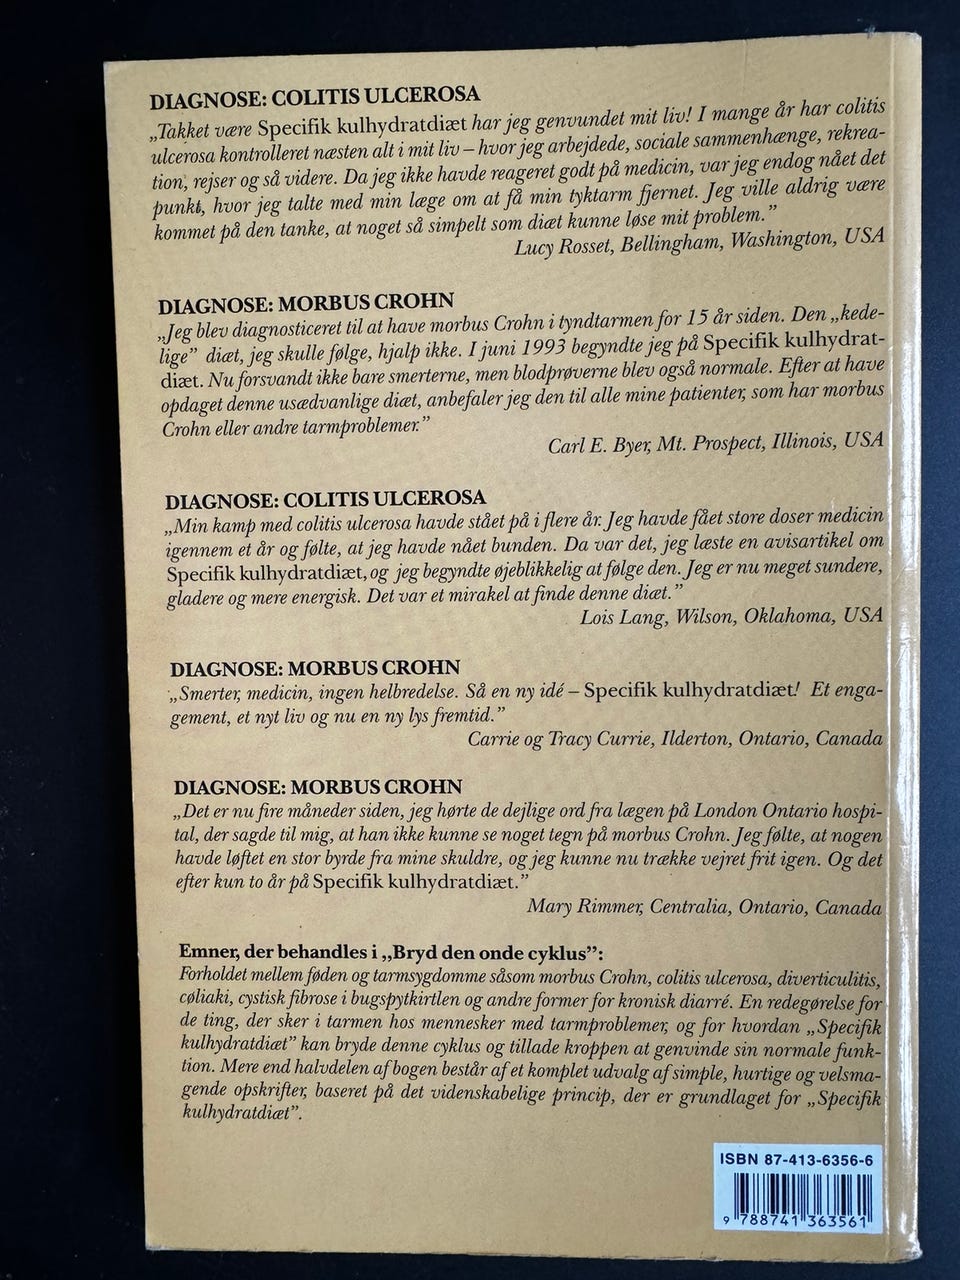 DIAGNOSE: COLITIS ULCEROSA
„Takket være Specifik kulhydratdiæt har jeg genvundet mit liv! I mange år har colitis
ulcerosa kontrolleret næsten alt i mit liv – hvor jeg arbejdede, sociale sammenhænge, rekrea-
tion, rejser og så videre. Da jeg ikke havde reageret godt på medicin, var jeg endog nået det
punkt, hvor jeg talte med min læge om at få min tyktarm fjernet. Jeg ville aldrig være
kommet på den tanke, at noget så simpelt som diæt kunne løse mit problem.”
Lucy Rosset, Bellingham, Washington, USA
DIAGNOSE: MORBUS CROHN
„Jeg blev diagnosticeret til at have morbus Crohn i tyndtarmen for 15 år siden. Den „kede-
lige” diæt, jeg skulle følge, hjalp ikke. I juni 1993 begyndte jeg på Specifik kulhydrat-
diæt. Nu forsvandt ikke bare smerterne, men blodprøverne blev også normale. Efter at have
opdaget denne usædvanlige diæt, anbefaler jeg den til alle mine patienter, som har morbus
Crohn eller andre tarmproblemer.”
Carl E. Byer, Mt. Prospect, Illinois, USA
DIAGNOSE: COLITIS ULCEROSA
„Min kamp med colitis ulcerosa havde stået på i flere år. Jeg havde fået store doser medicin
igennem et år og følte, at jeg havde nået bunden. Da var det, jeg læste en avisartikel om
Specifik kulhydratdiæt, og jeg begyndte øjeblikkelig at følge den. Jeg er nu meget sundere,
gladere og mere energisk. Det var et mirakel at finde denne diæt.”
Lois Lang, Wilson, Oklahoma, USA
DIAGNOSE: MORBUS CROHN
„Smerter, medicin, ingen helbredelse. Så en ny idé – Specifik kulhydratdiæt! Et enga-
gement, et nyt liv og nu en ny lys fremtid.”
Carrie og Tracy Currie, Ilderton, Ontario, Canada
DIAGNOSE: MORBUS CROHN
„Det er nu fire måneder siden, jeg hørte de dejlige ord fra lægen på London Ontario hospi-
tal, der sagde til mig, at han ikke kunne se noget tegn på morbus Crohn. Jeg følte, at nogen
havde løftet en stor byrde fra mine skuldre, og jeg kunne nu trække vejret frit igen. Og det
efter kun to år på Specifik kulhydratdiæt.”
Mary Rimmer, Centralia, Ontario, Canada
Emner, der behandles i „Bryd den onde cyklus”:
Forholdet mellem føden og tarmsygdomme såsom morbus Crohn, colitis ulcerosa, diverticulitis,
cøliaki, cystisk fibrose i bugspytkirtlen og andre former for kronisk diarré. En redegørelse for
de ting, der sker i tarmen hos mennesker med tarmproblemer, og for hvordan „Specifik
kulhydratdiæt” kan bryde denne cyklus og tillade kroppen at genvinde sin normale funk-
tion. Mere end halvdelen af bogen består af et komplet udvalg af simple, hurtige og velsma-
gende opskrifter, baseret på det videnskabelige princip, der er grundlaget for „Specifik
kulhydratdiæt”.
ISBN 87-413-6356-6
9 788741 363561